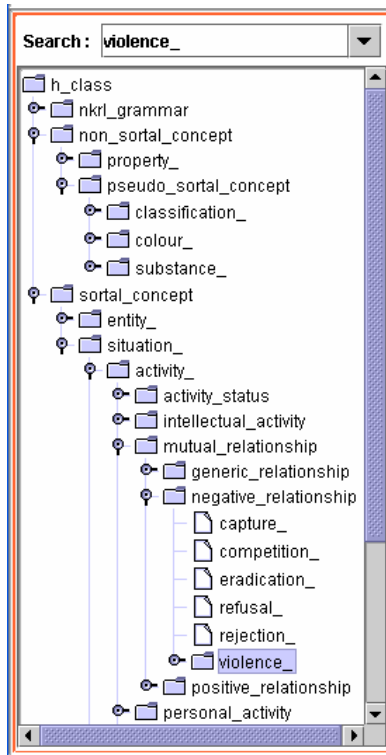 Search : violence_
h_class
nkrl_grammar
non_sortal_concept
property_
pseudo_sortal_concept
classification_
colour_
substance_
sortal_concept
entity_
situation_
activity_
activity_status
intellectual_activity
mutual_relationship
generic_relationship
negative_relationship
capture_
competition_
eradication_
refusal_
rejection_
violence_
positive_relationship
personal_activity